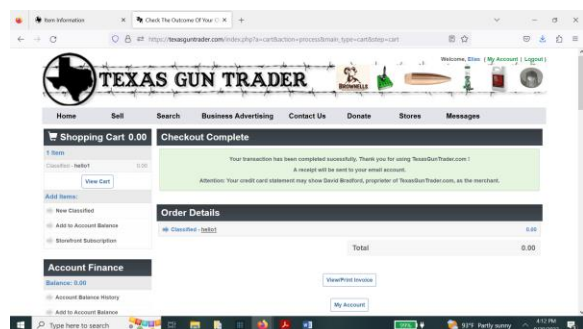 Item Information
Check The Outcome Of Your
https://texasguntrader.com/index.php?a=cart&action=process&main_type=cart&step=cart
Welcome, Elias ( My Account | Logout )
TEXAS GUN TRADER
BROWNELLS
Home Sell Search Business Advertising Contact Us Donate Stores Messages
Shopping Cart 0.00
1 Item
Classified - hello1 0.00
View Cart
Add Items:
New Classified
Add to Account Balance
Storefront Subscription
Account Finance
Balance: 0.00
Account Balance History
Add to Account Balance
Checkout Complete
Your transaction has been completed sucessfully. Thank you for using TexasGunTrader.com !
A receipt will be sent to your email account.
Attention: Your credit card statement may show David Bradford, proprieter of TexasGunTrader.com, as the merchant.
Order Details
Classified - hello1 0.00
Total 0.00
View/Print Invoice
My Account
Type here to search
93°F Partly sunny
4:12 PM